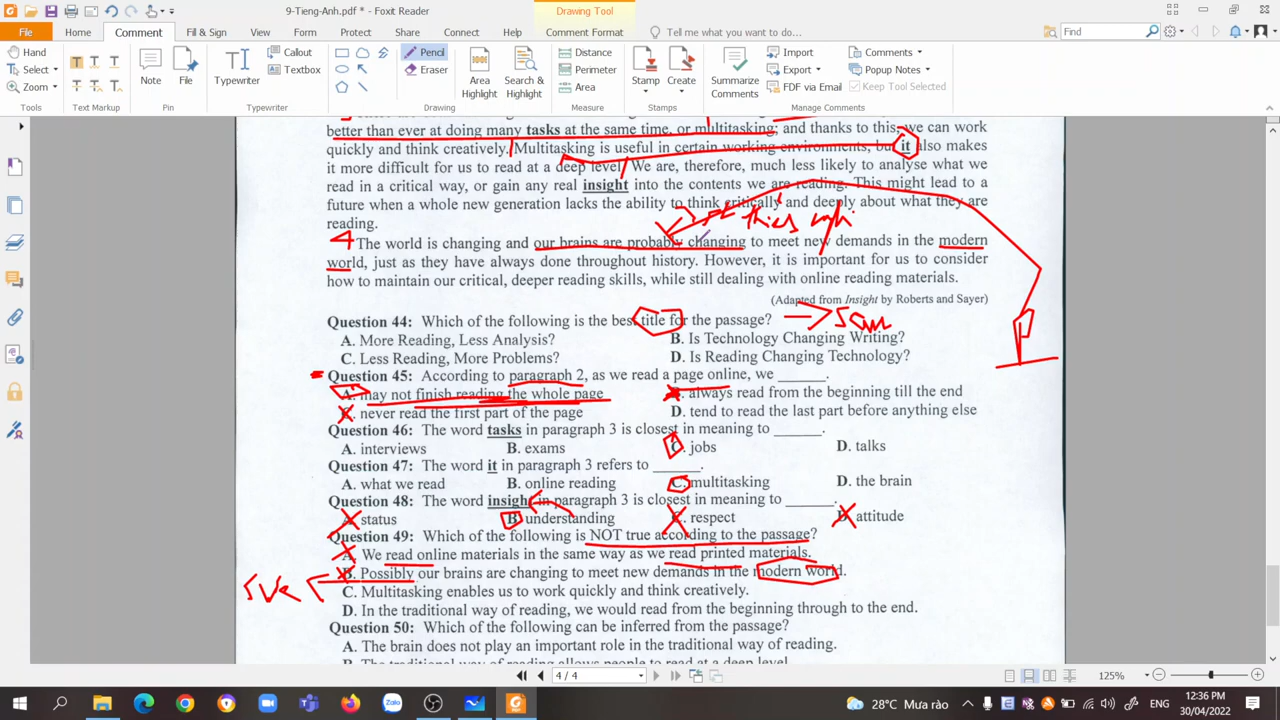 9-Tieng-Anh.pdf * - Foxit Reader
Drawing Tool
File Home Comment Fill & Sign View Form Protect Share Connect Help Comment Format Tell me what you want to do... Find
Hand
Select
Zoom
Tools
Text Markup
Note
File
Pin
Typewriter
Callout
Textbox
Typewriter
Pencil
Eraser
Drawing
Area Highlight
Search & Highlight
Distance
Perimeter
Area
Measure
Stamp
Create
Stamps
Summarize Comments
Import
Export
FDF via Email
Comments
Popup Notes
Keep Tool Selected
Manage Comments
better than ever at doing many tasks at the same time, or multitasking; and thanks to this, we can work
quickly and think creatively. Multitasking is useful in certain working environments, but it also makes
it more difficult for us to read at a deep level. We are, therefore, much less likely to analyse what we
read in a critical way, or gain any real insight into the contents we are reading. This might lead to a
future when a whole new generation lacks the ability to think critically and deeply about what they are
reading.
4 The world is changing and our brains are probably changing to meet new demands in the modern
world, just as they have always done throughout history. However, it is important for us to consider
how to maintain our critical, deeper reading skills, while still dealing with online reading materials.
(Adapted from Insight by Roberts and Sayer)
Question 44: Which of the following is the best title for the passage?
A. More Reading, Less Analysis? B. Is Technology Changing Writing?
C. Less Reading, More Problems? D. Is Reading Changing Technology?
Question 45: According to paragraph 2, as we read a page online, we ______.
A. may not finish reading the whole page B. always read from the beginning till the end
C. never read the first part of the page D. tend to read the last part before anything else
Question 46: The word tasks in paragraph 3 is closest in meaning to ______.
A. interviews B. exams C. jobs D. talks
Question 47: The word it in paragraph 3 refers to ______.
A. what we read B. online reading C. multitasking D. the brain
Question 48: The word insight in paragraph 3 is closest in meaning to ______.
A. status B. understanding C. respect D. attitude
Question 49: Which of the following is NOT true according to the passage?
A. We read online materials in the same way as we read printed materials.
B. Possibly our brains are changing to meet new demands in the modern world.
C. Multitasking enables us to work quickly and think creatively.
D. In the traditional way of reading, we would read from the beginning through to the end.
Question 50: Which of the following can be inferred from the passage?
A. The brain does not play an important role in the traditional way of reading.
B. The traditional way of reading allows people to read at a deep level.
4 / 4
125%
28°C Mưa rào
12:36 PM
30/04/2022